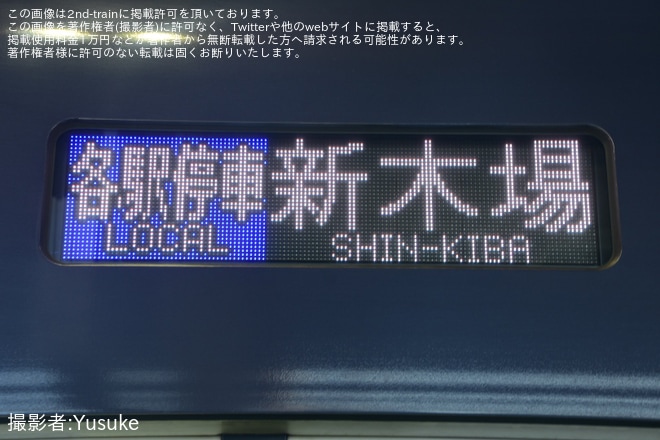 この画像は2nd-trainに掲載許可を頂いております。
この画像を著作権者(撮影者)に許可なく、Twitterや他のwebサイトに掲載すると、
掲載使用料金1万円などが著作者から無断転載した方へ請求される可能性があります。
著作権者様に許可のない転載は固くお断りいたします。
各駅停車 新木場
LOCAL SHIN-KIBA
撮影者:Yusuke